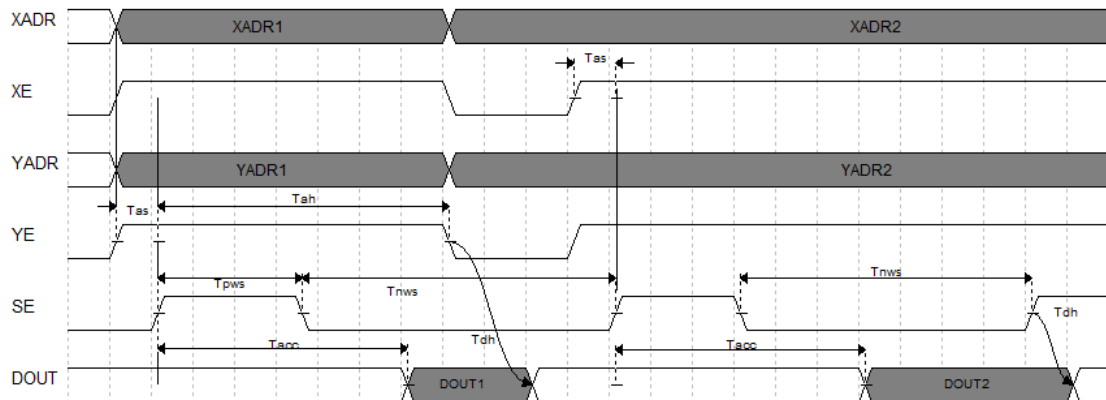 XADR XADR1 XADR2
Tas
XE
YADR YADR1 YADR2
Tas Tah
YE
Tpws Tnws Tnws
SE
Tdh Tdh
Tacc Tacc
DOUT DOUT1 DOUT2